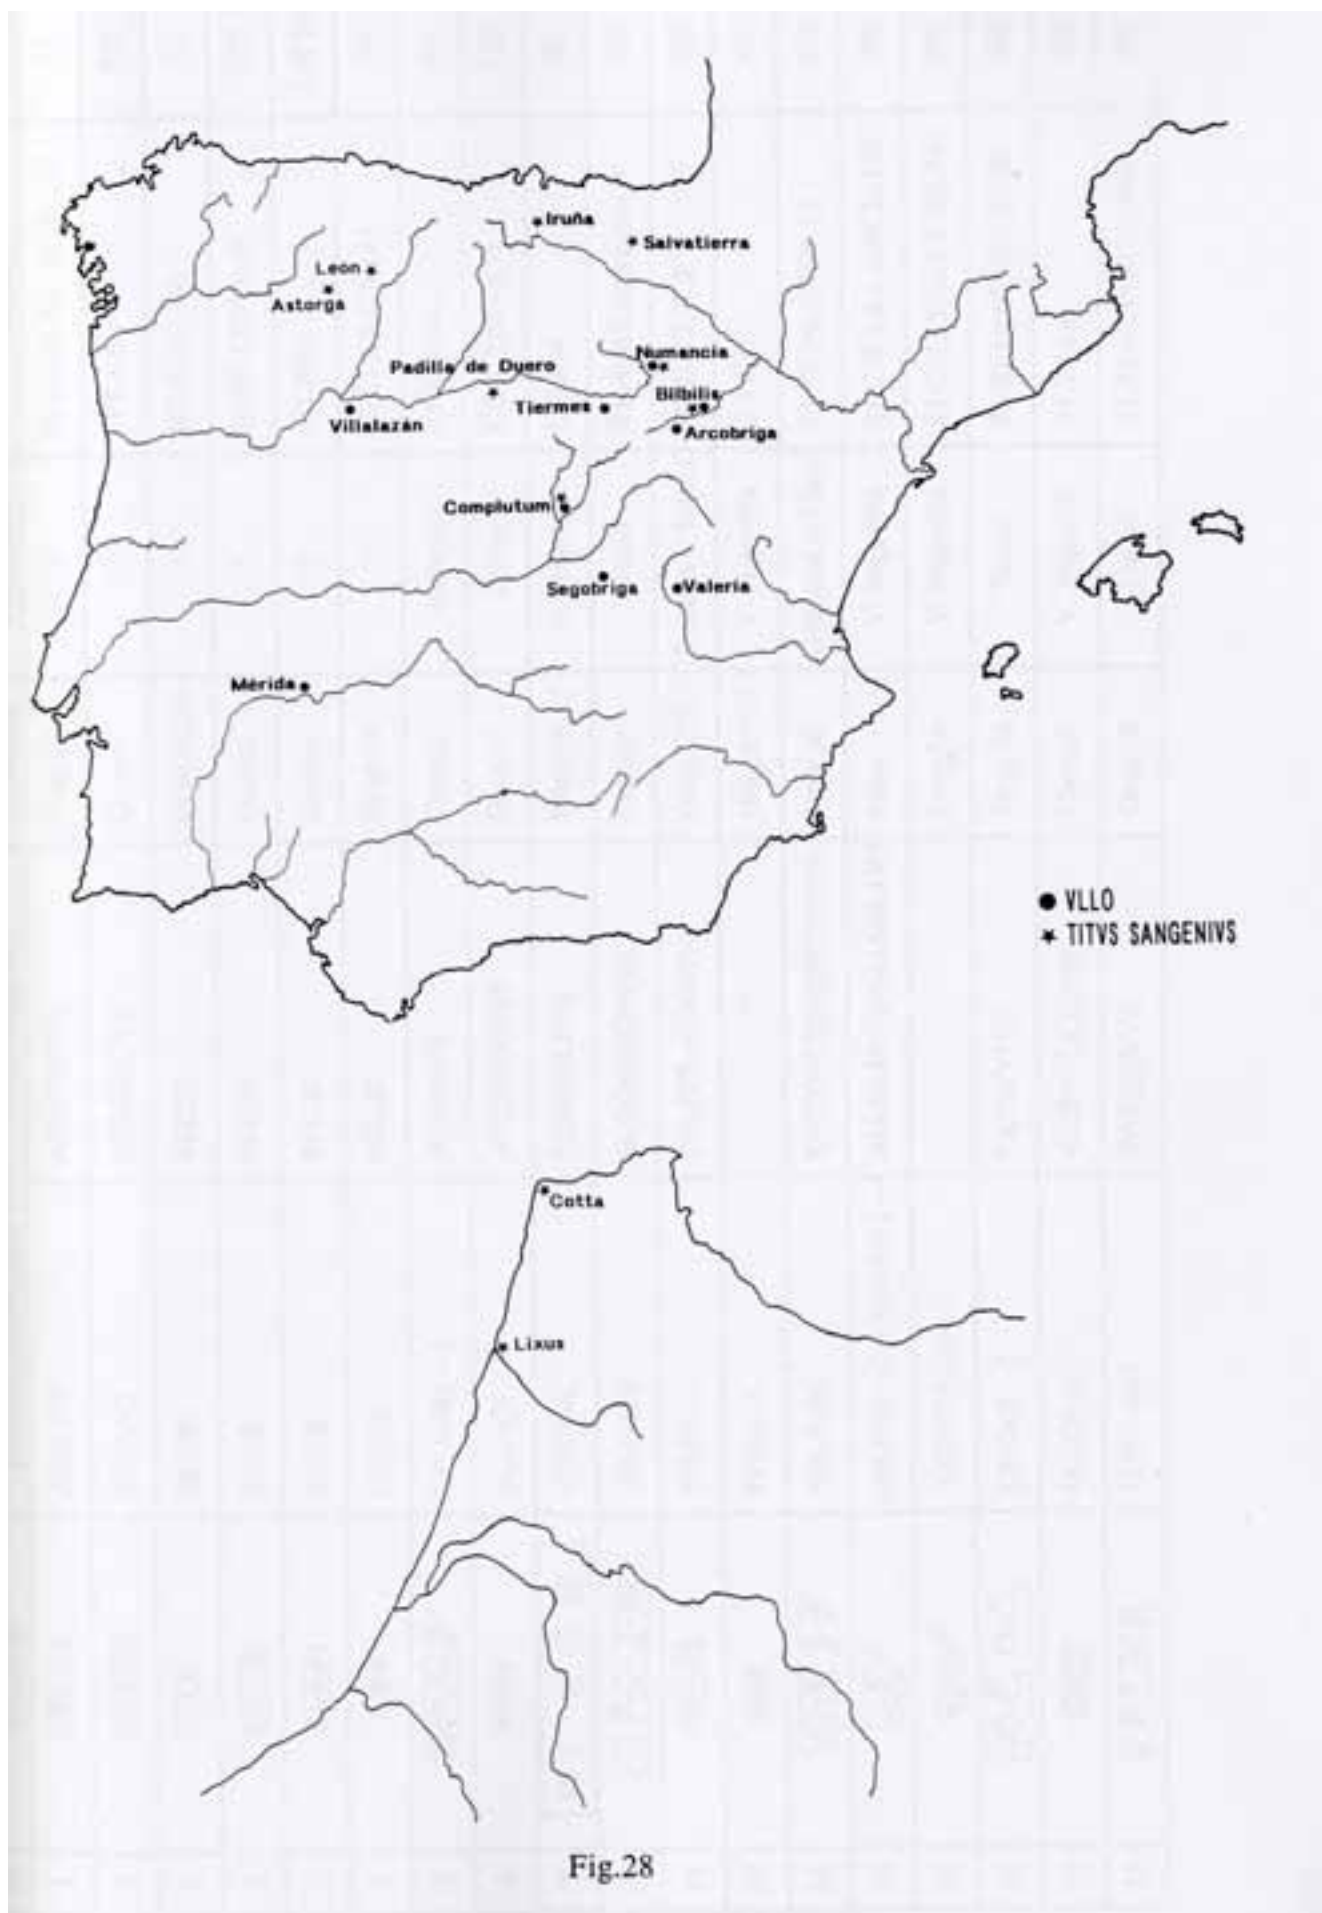 Iruña
Salvatierra
León
Astorga
Numancia
Padilla de Duero
Bilbilis
Tiermes
Villalazán
Arcobriga
Complutum
Segobriga
Valeria
Mérida
VLLO
TITVS SANGENIVS
Cotta
Lixus
Fig.28